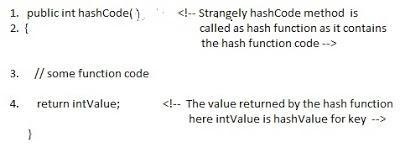 1. public int hashCode() <!-- Strangely hashCode method is
2. { called as hash function as it contains
the hash function code -->
3. // some function code
4. return intValue; <!-- The value returned by the hash function
here intValue is hashValue for key -->
}